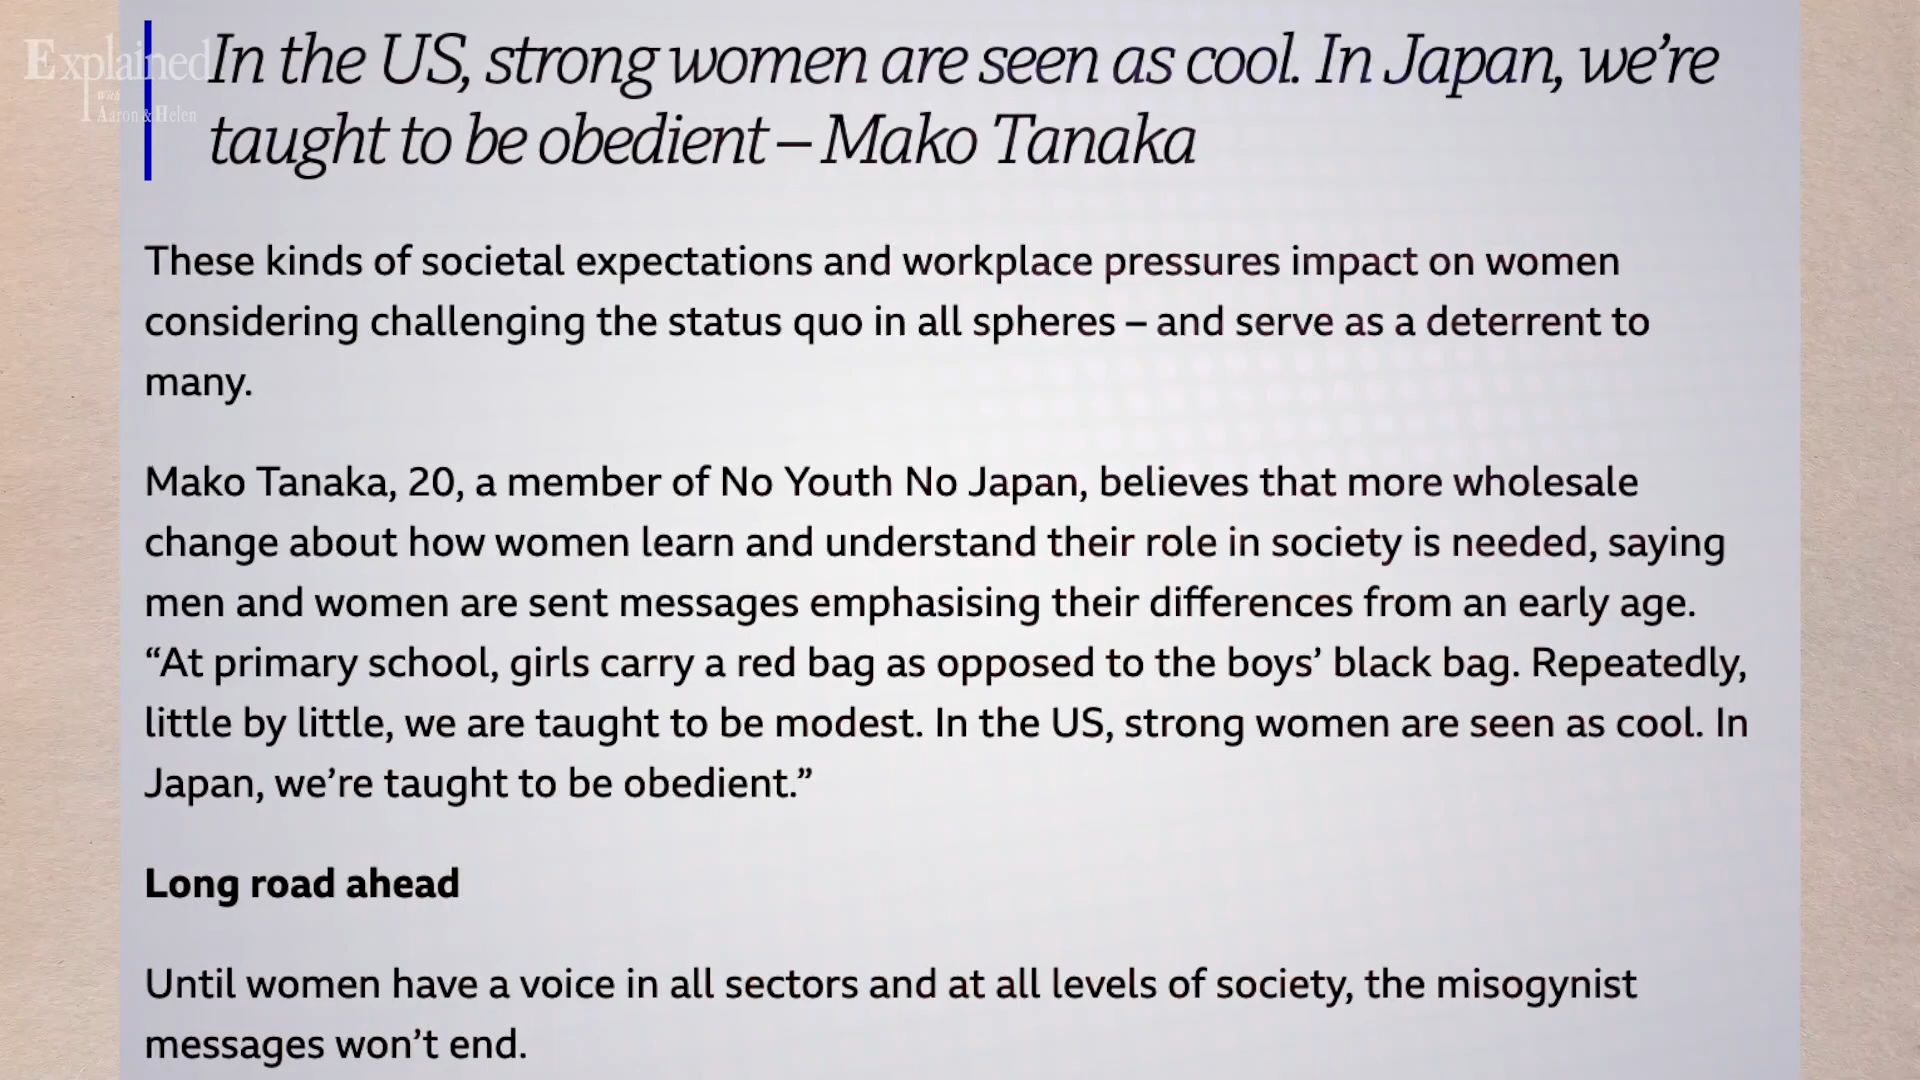 Explained
With
Aaron & Helen
In the US, strong women are seen as cool. In Japan, we’re
taught to be obedient – Mako Tanaka
These kinds of societal expectations and workplace pressures impact on women
considering challenging the status quo in all spheres – and serve as a deterrent to
many.
Mako Tanaka, 20, a member of No Youth No Japan, believes that more wholesale
change about how women learn and understand their role in society is needed, saying
men and women are sent messages emphasising their differences from an early age.
“At primary school, girls carry a red bag as opposed to the boys’ black bag. Repeatedly,
little by little, we are taught to be modest. In the US, strong women are seen as cool. In
Japan, we’re taught to be obedient.”
Long road ahead
Until women have a voice in all sectors and at all levels of society, the misogynist
messages won’t end.